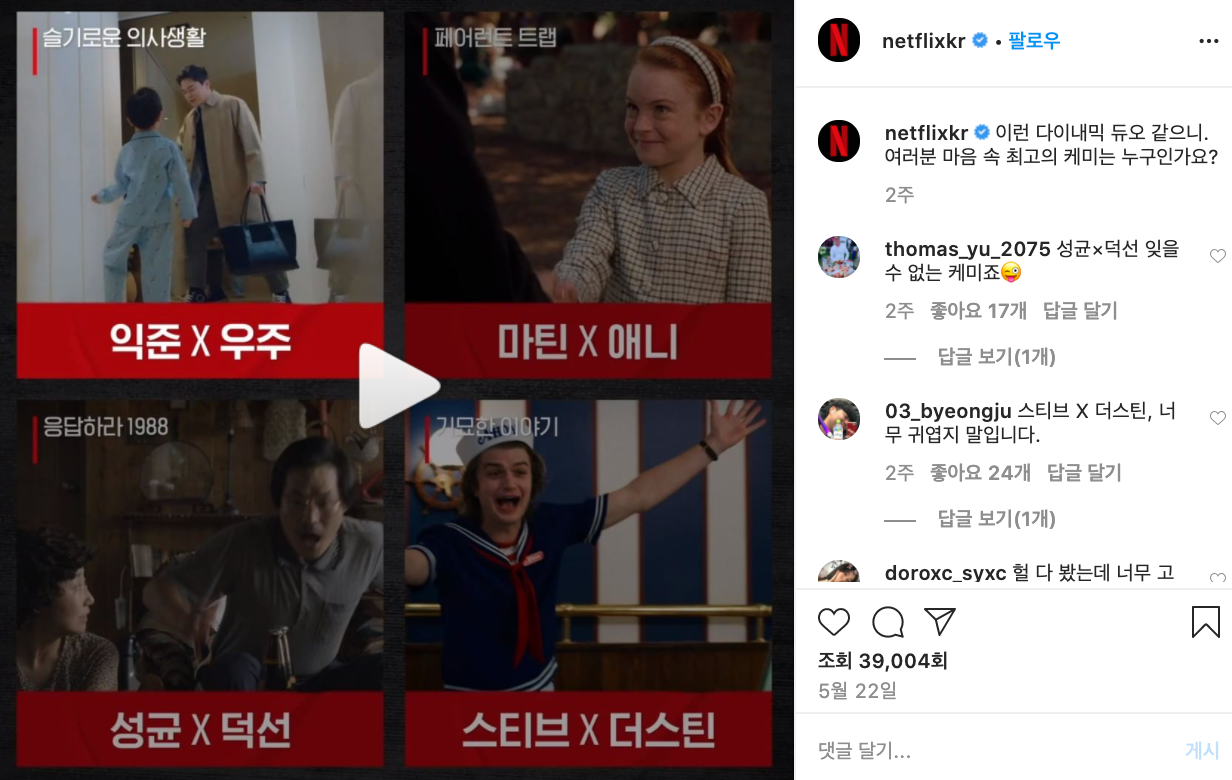 슬기로운 의사생활
페어런트 트랩
익준 X 우주
마틴 X 애니
응답하라 1988
기묘한 이야기
성균 X 덕선
스티브 X 더스틴
netflixkr • 팔로우
netflixkr 이런 다이내믹 듀오 같으니.
여러분 마음 속 최고의 케미는 누구인가요?
2주
thomas_yu_2075 성균×덕선 잊을
수 없는 케미죠😜
2주 좋아요 17개 답글 달기
답글 보기(1개)
03_byeongju 스티브 X 더스틴, 너
무 귀엽지 말입니다.
2주 좋아요 24개 답글 달기
답글 보기(1개)
doroxc_syxc 헐 다 봤는데 너무 고
조회 39,004회
5월 22일
댓글 달기...
게시